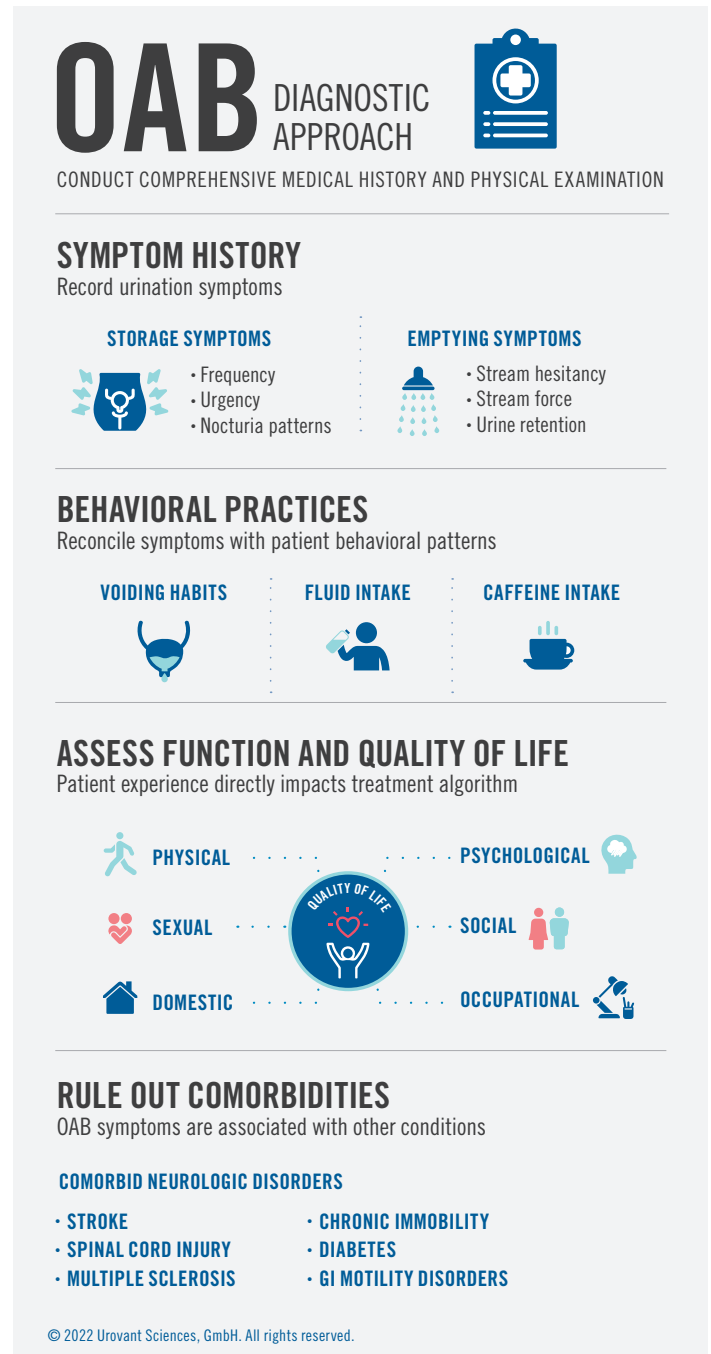 OAB DIAGNOSTIC
APPROACH
CONDUCT COMPREHENSIVE MEDICAL HISTORY AND PHYSICAL EXAMINATION
SYMPTOM HISTORY
Record urination symptoms
STORAGE SYMPTOMS
• Frequency
• Urgency
• Nocturia patterns
EMPTYING SYMPTOMS
• Stream hesitancy
• Stream force
• Urine retention
BEHAVIORAL PRACTICES
Reconcile symptoms with patient behavioral patterns
VOIDING HABITS
FLUID INTAKE
CAFFEINE INTAKE
ASSESS FUNCTION AND QUALITY OF LIFE
Patient experience directly impacts treatment algorithm
PHYSICAL
SEXUAL
DOMESTIC
QUALITY OF LIFE
PSYCHOLOGICAL
SOCIAL
OCCUPATIONAL
RULE OUT COMORBIDITIES
OAB symptoms are associated with other conditions
COMORBID NEUROLOGIC DISORDERS
• STROKE
• SPINAL CORD INJURY
• MULTIPLE SCLEROSIS
• CHRONIC IMMOBILITY
• DIABETES
• GI MOTILITY DISORDERS
© 2022 Urovant Sciences, GmbH. All rights reserved.